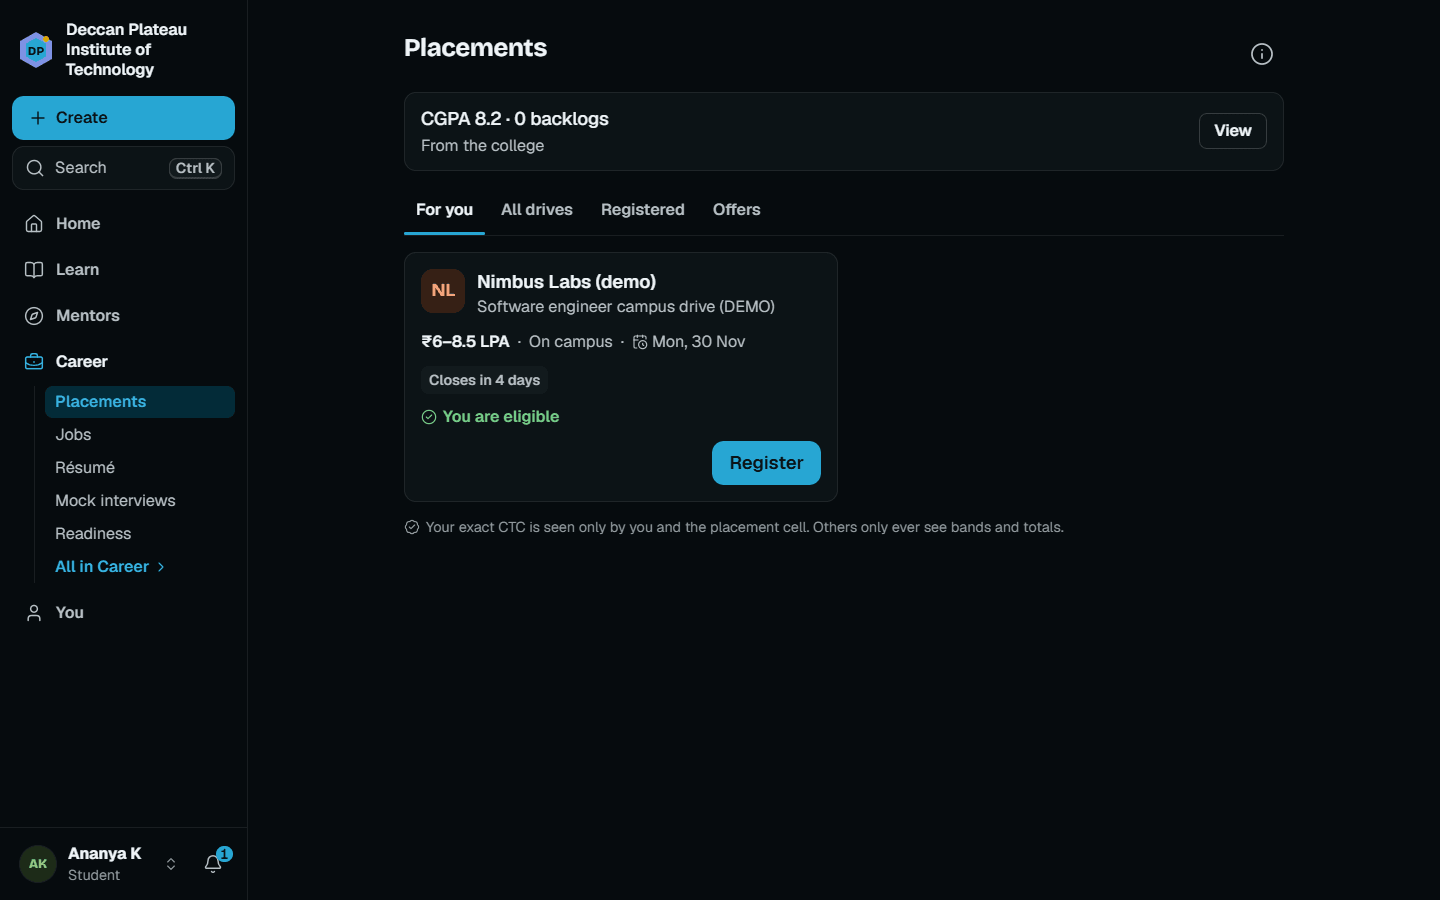 Deccan Plateau
Institute of
Technology
DP
Create
Search Ctrl K
Home
Learn
Mentors
Career
Placements
Jobs
Résumé
Mock interviews
Readiness
All in Career
You
AK
Ananya K
Student
1
Placements
CGPA 8.2 · 0 backlogs
From the college
View
For you All drives Registered Offers
NL
Nimbus Labs (demo)
Software engineer campus drive (DEMO)
₹6–8.5 LPA · On campus · Mon, 30 Nov
Closes in 4 days
You are eligible
Register
Your exact CTC is seen only by you and the placement cell. Others only ever see bands and totals.